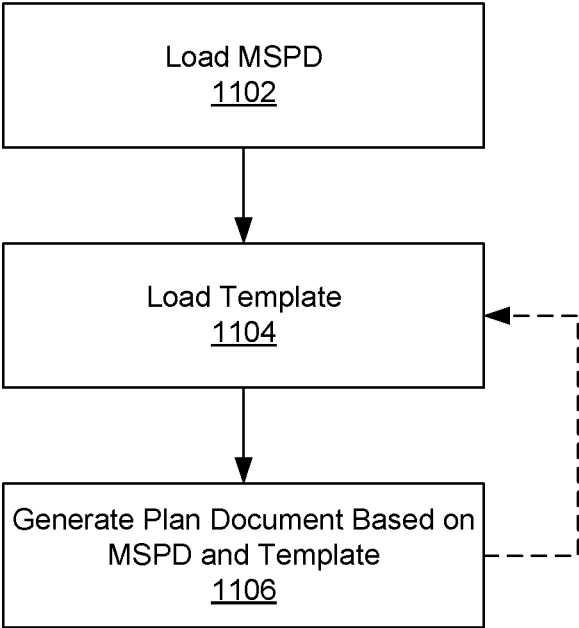 Load MSPD
1102
Load Template
1104
Generate Plan Document Based on
MSPD and Template
1106